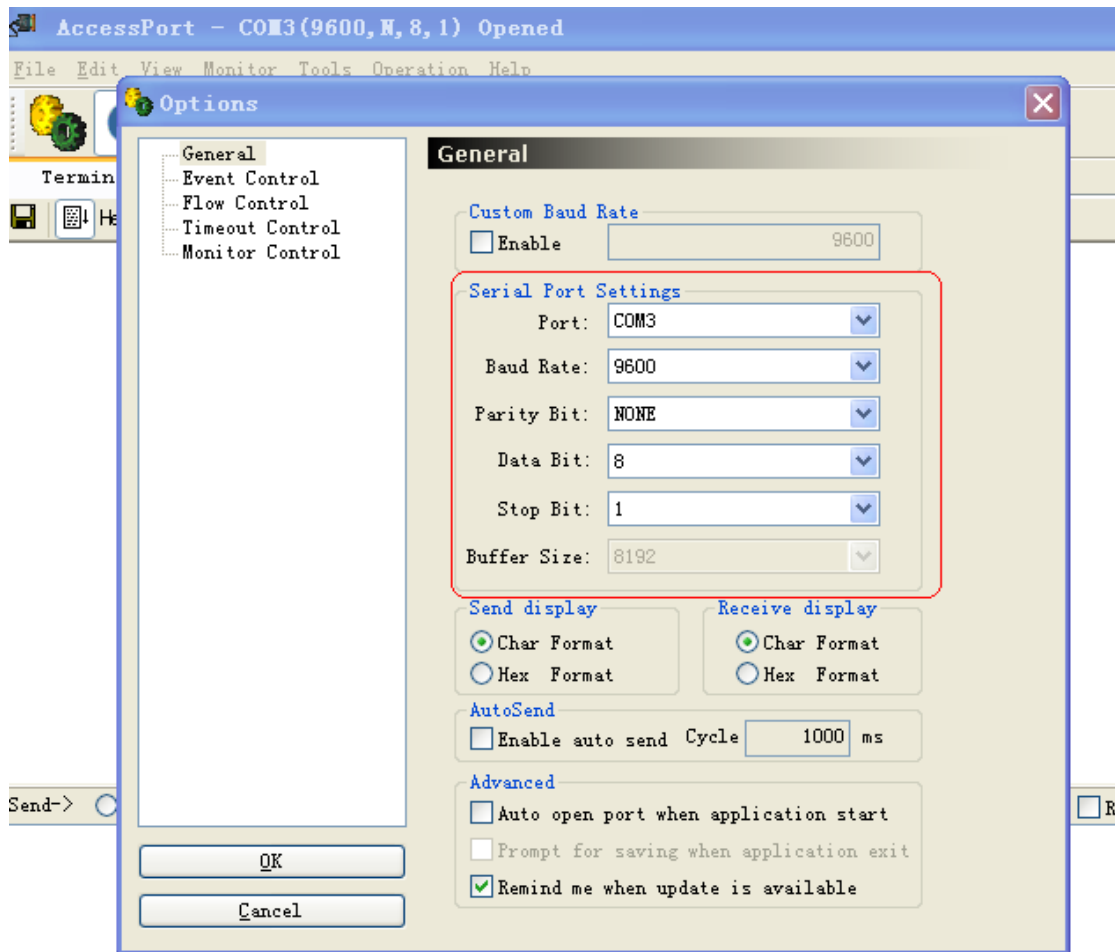 AccessPort - COM3(9600,N,8,1) Opened
File Edit View Monitor Tools Operation Help
Options
General
Event Control
Flow Control
Timeout Control
Monitor Control
OK
Cancel
General
Custom Baud Rate
Enable 9600
Serial Port Settings
Port: COM3
Baud Rate: 9600
Parity Bit: NONE
Data Bit: 8
Stop Bit: 1
Buffer Size: 8192
Send display
Char Format
Hex Format
Receive display
Char Format
Hex Format
AutoSend
Enable auto send Cycle 1000 ms
Advanced
Auto open port when application start
Prompt for saving when application exit
Remind me when update is available
Termin
He
Send->
R